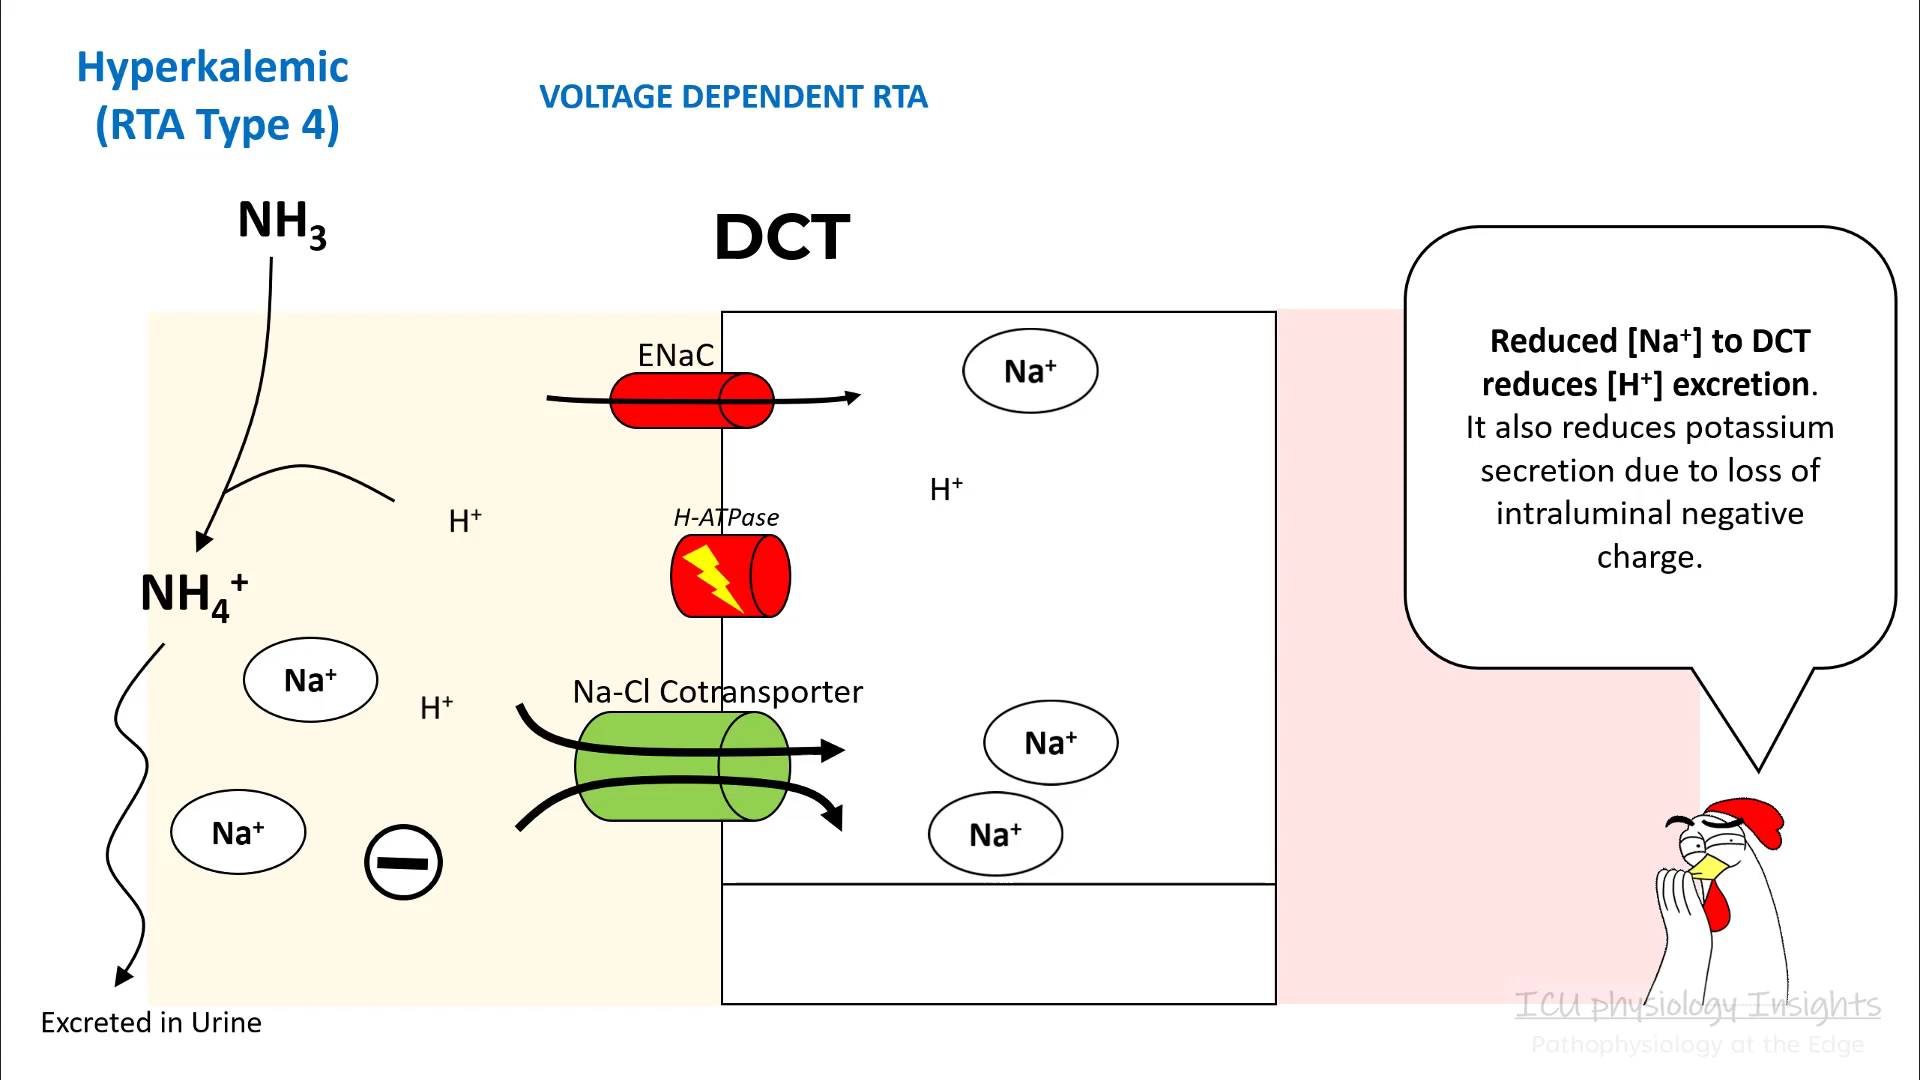 Hyperkalemic
(RTA Type 4)
VOLTAGE DEPENDENT RTA
NH₃
DCT
ENaC
Na⁺
H⁺
H⁺
H-ATPase
NH₄⁺
Na⁺
H⁺
Na-Cl Cotransporter
Na⁺
Na⁺
Na⁺
Excreted in Urine
Reduced [Na⁺] to DCT
reduces [H⁺] excretion.
It also reduces potassium
secretion due to loss of
intraluminal negative
charge.
ICU physiology Insights
Pathophysiology at the Edge